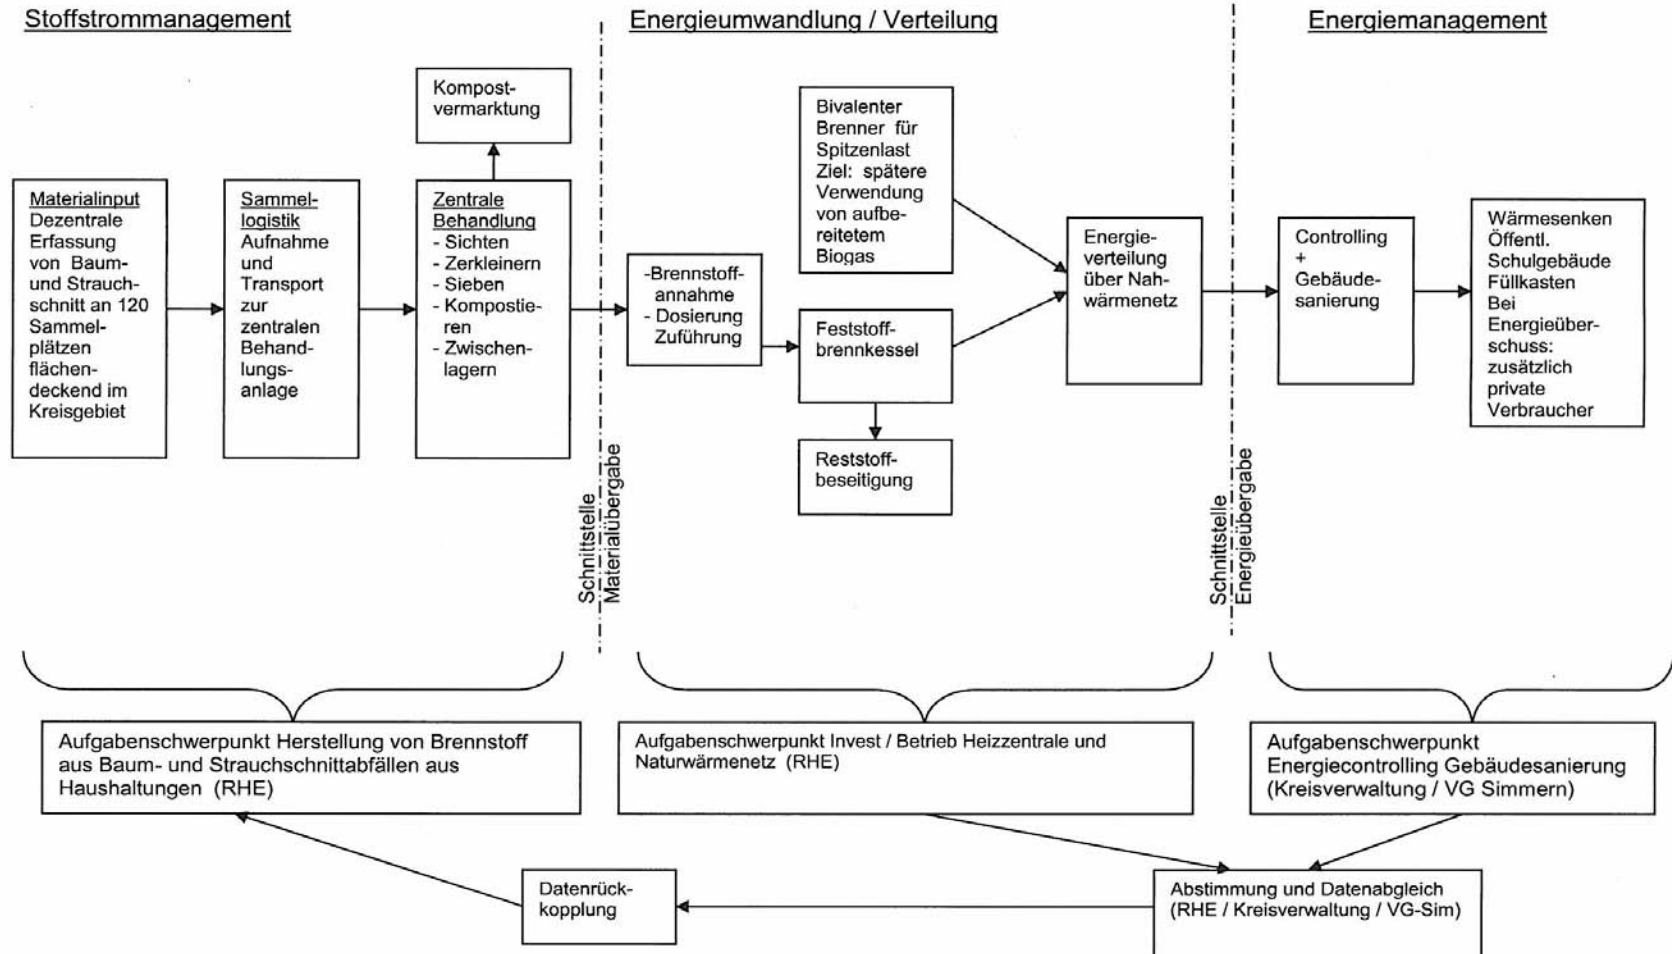 Stoffstrommanagement
Energieumwandlung / Verteilung
Energiemanagement
Kompost-
vermarktung
Materialinput
Dezentrale
Erfassung
von Baum-
und Strauch-
schnitt an 120
Sammel-
plätzen
flächen-
deckend im
Kreisgebiet
Sammel-
logistik
Aufnahme
und
Transport
zur
zentralen
Behand-
lungs-
anlage
Zentrale
Behandlung
- Sichten
- Zerkleinern
- Sieben
- Kompostie-
ren
- Zwischen-
lagern
Schnittstelle
Materialübergabe
-Brennstoff-
annahme
- Dosierung
Zuführung
Bivalenter
Brenner für
Spitzenlast
Ziel: spätere
Verwendung
von aufbe-
reitetem
Biogas
Feststoff-
brennkessel
Reststoff-
beseitigung
Energie-
verteilung
über Nah-
wärmenetz
Schnittstelle
Energieübergabe
Controlling
+
Gebäude-
sanierung
Wärmesenken
Öffentl.
Schulgebäude
Füllkasten
Bei
Energieüber-
schuss:
zusätzlich
private
Verbraucher
Aufgabenschwerpunkt Herstellung von Brennstoff
aus Baum- und Strauchschnittabfällen aus
Haushaltungen (RHE)
Aufgabenschwerpunkt Invest / Betrieb Heizzentrale und
Naturwärmenetz (RHE)
Aufgabenschwerpunkt
Energiecontrolling Gebäudesanierung
(Kreisverwaltung / VG Simmern)
Datenrück-
kopplung
Abstimmung und Datenabgleich
(RHE / Kreisverwaltung / VG-Sim)